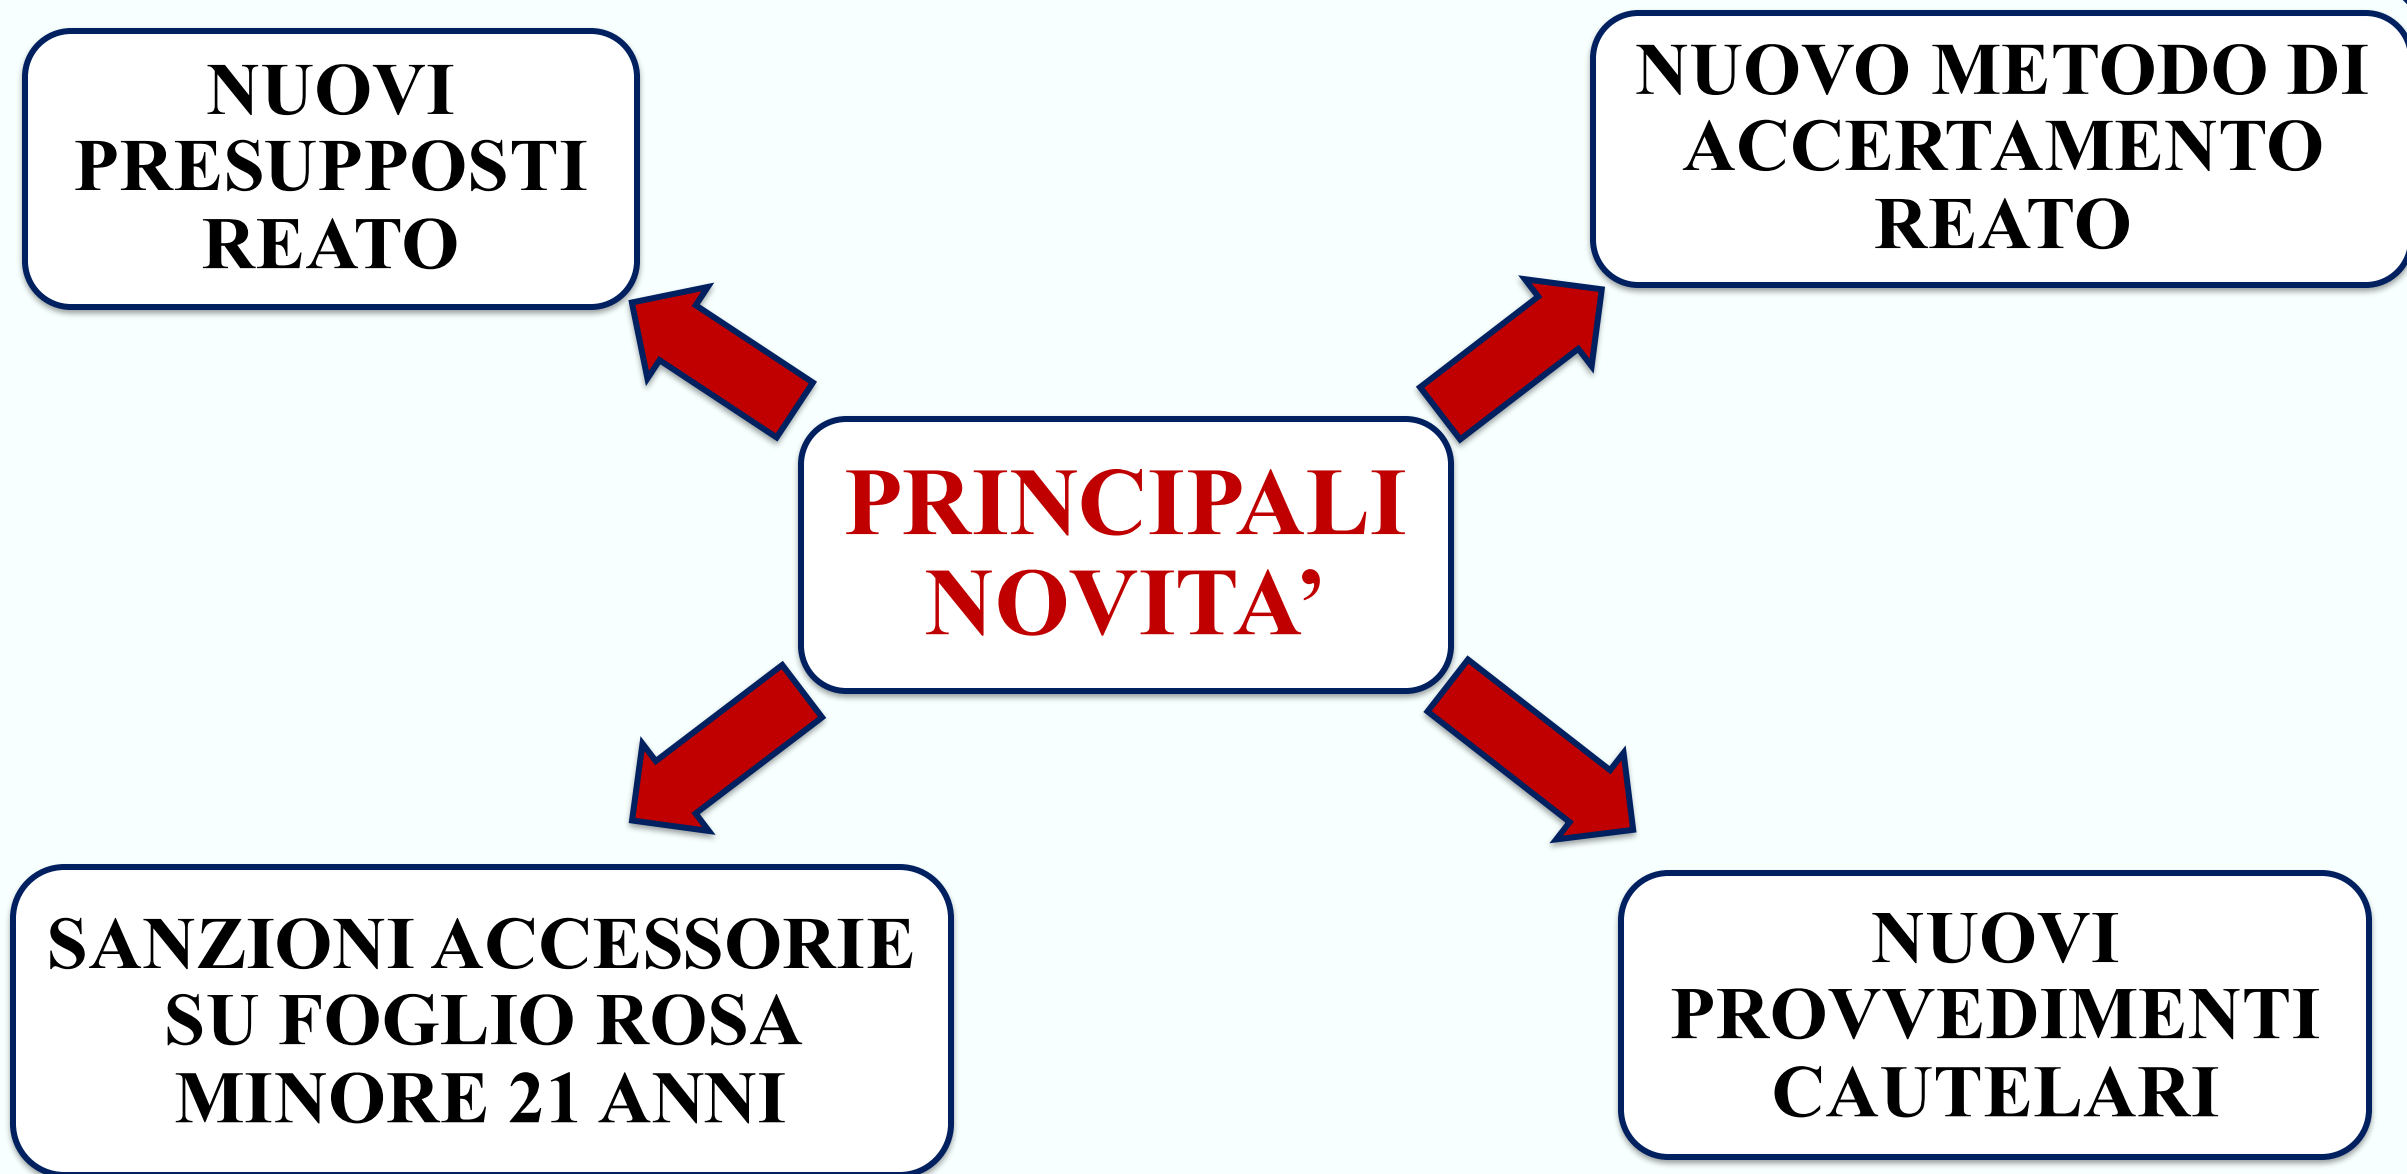 NUOVI
PRESUPPOSTI
REATO
NUOVO METODO DI
ACCERTAMENTO
REATO
PRINCIPALI
NOVITA’
SANZIONI ACCESSORIE
SU FOGLIO ROSA
MINORE 21 ANNI
NUOVI
PROVVEDIMENTI
CAUTELARI